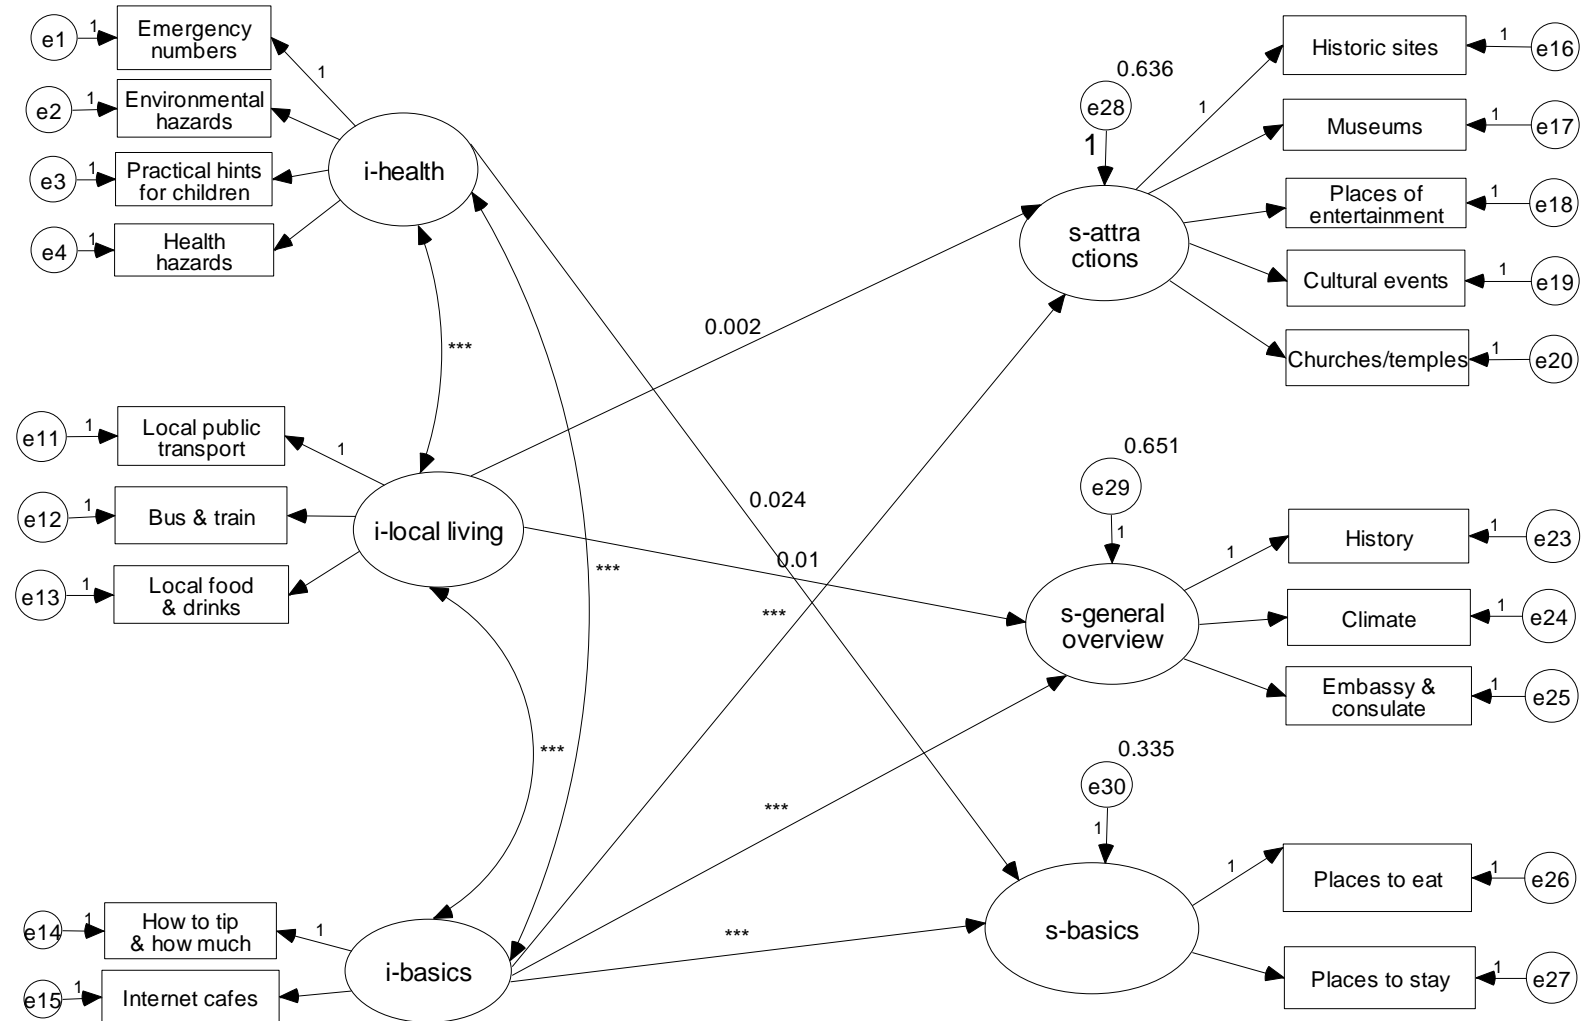 e1
1
Emergency
numbers
1
e2
1
Environmental
hazards
e3
1
Practical hints
for children
e4
1
Health
hazards
i-health
***
e11
1
Local public
transport
1
e12
1
Bus & train
e13
1
Local food
& drinks
i-local living
***
***
e14
1
How to tip
& how much
1
e15
1
Internet cafes
i-basics
0.002
0.024
0.01
***
***
***
0.636
e28
1
s-attra
ctions
1
Historic sites
1
e16
Museums
1
e17
Places of
entertainment
1
e18
Cultural events
1
e19
Churches/temples
1
e20
0.651
e29
1
s-general
overview
1
History
1
e23
Climate
1
e24
Embassy &
consulate
1
e25
0.335
e30
1
s-basics
1
Places to eat
1
e26
Places to stay
1
e27